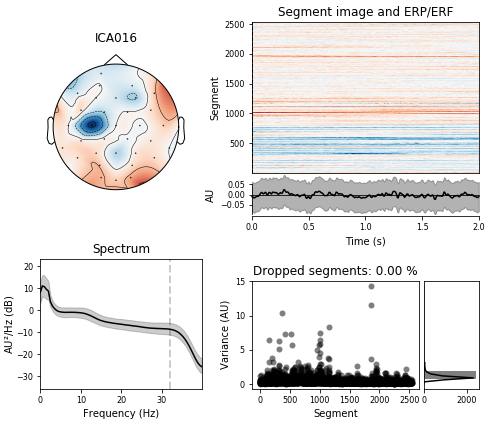 ICA016
Segment image and ERP/ERF
Segment
2500
2000
1500
1000
500
AU
0.05
0.00
−0.05
0.0 0.5 1.0 1.5 2.0
Time (s)
Spectrum
AU²/Hz (dB)
20
10
0
−10
−20
−30
0 10 20 30
Frequency (Hz)
Dropped segments: 0.00 %
Variance (AU)
15
10
5
0
0 500 1000 1500 2000 2500
Segment
0 2000